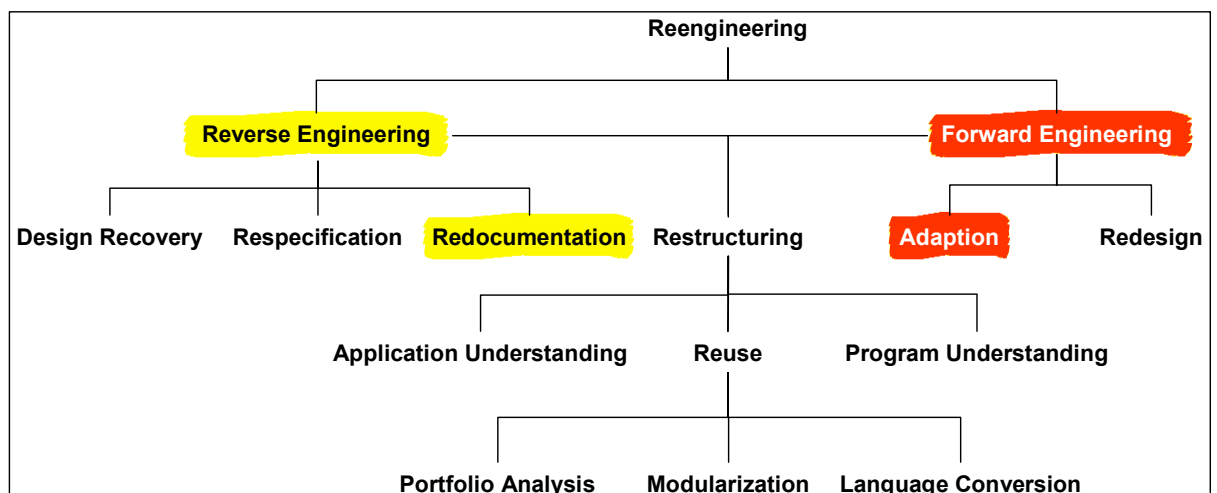 Reengineering
Reverse Engineering Forward Engineering
Design Recovery Respecification Redocumentation Restructuring Adaption Redesign
Application Understanding Reuse Program Understanding
Portfolio Analysis Modularization Language Conversion